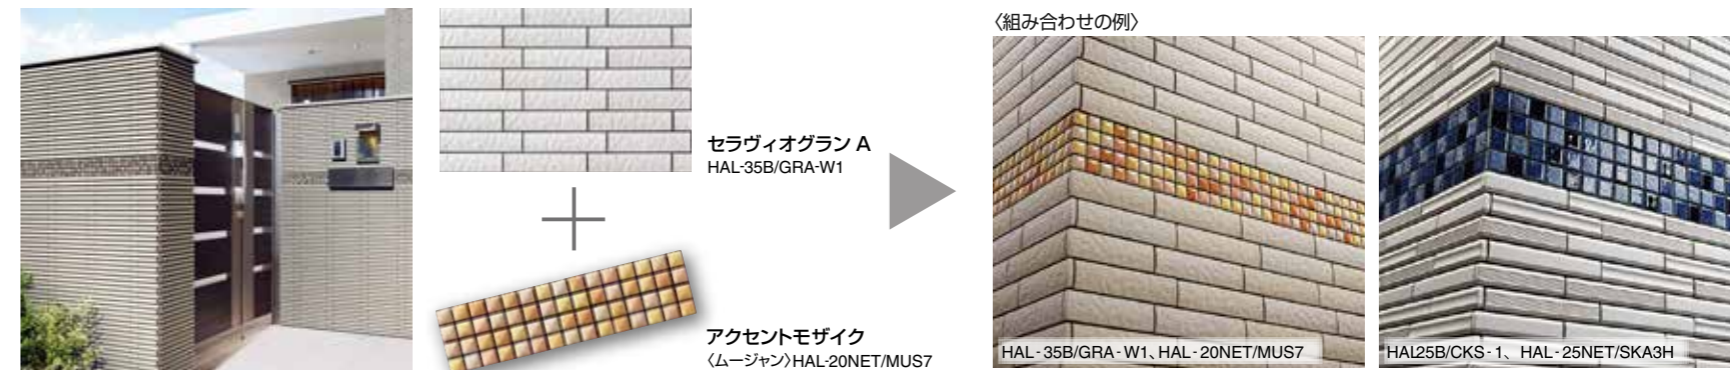 セラヴィオグラン A
HAL-35B/GRA-W1
アクセントモザイク
〈ムージャン〉HAL-20NET/MUS7
〈組み合わせの例〉
HAL-35B/GRA-W1、HAL-20NET/MUS7
HAL25B/CKS-1、HAL-25NET/SKA3H